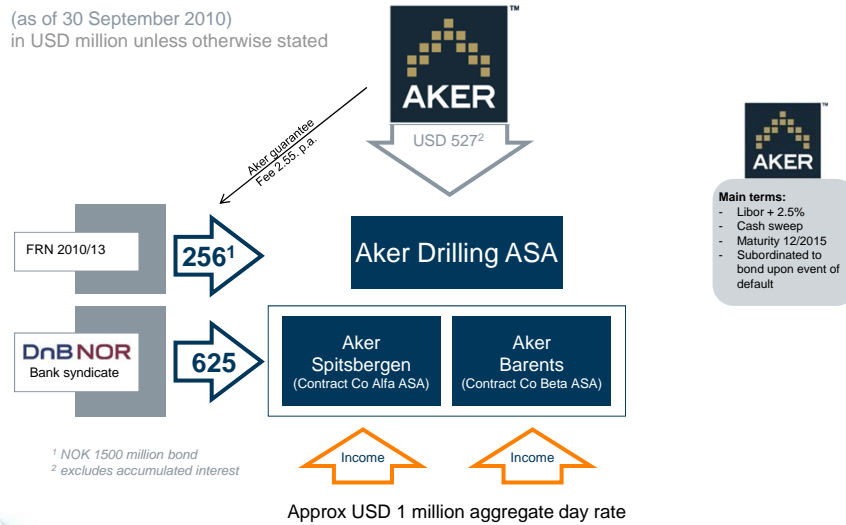 (as of 30 September 2010)
in USD million unless otherwise stated
AKER™
USD 527²
Aker guarantee
Fee 2.55. p.a.
FRN 2010/13
256¹
Aker Drilling ASA
DnB NOR
Bank syndicate
625
Aker
Spitsbergen
(Contract Co Alfa ASA)
Aker
Barents
(Contract Co Beta ASA)
Income
Income
¹ NOK 1500 million bond
² excludes accumulated interest
Approx USD 1 million aggregate day rate
AKER™
Main terms:
- Libor + 2.5%
- Cash sweep
- Maturity 12/2015
- Subordinated to
bond upon event of
default